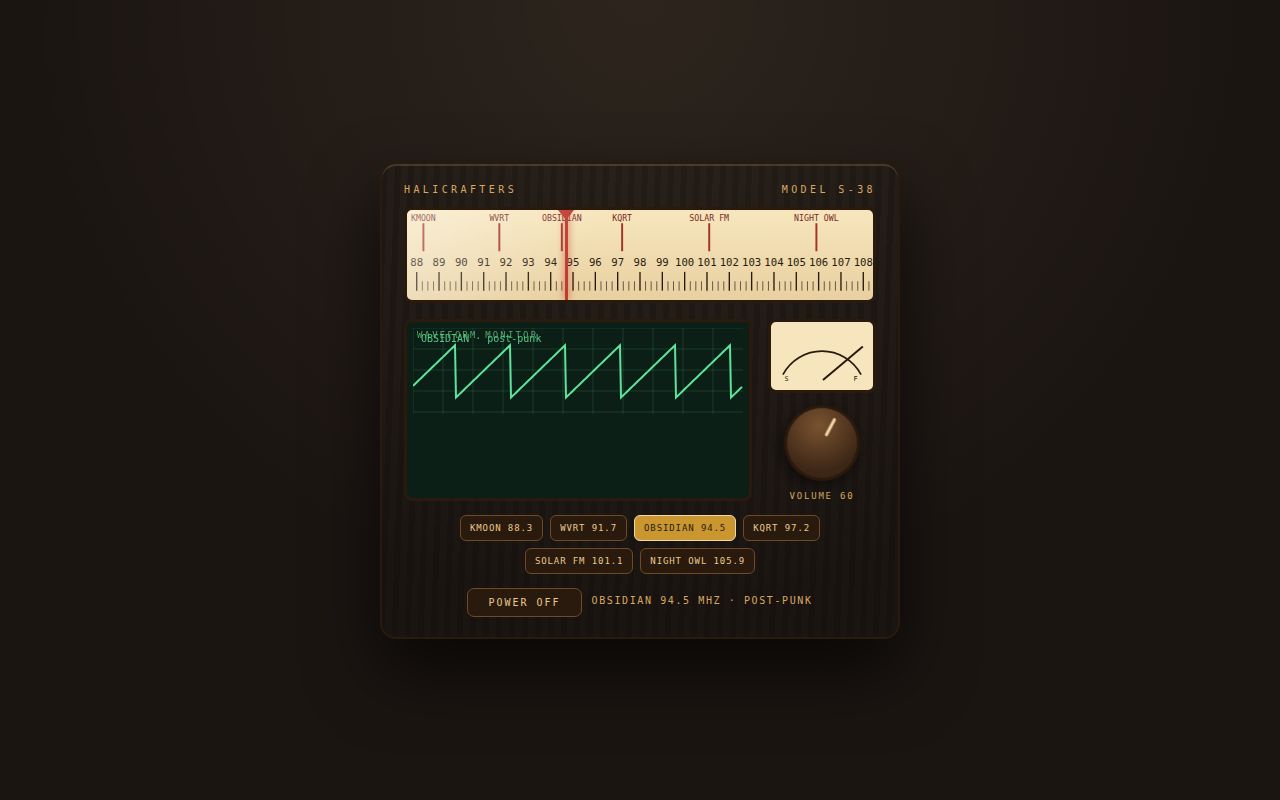 HALICRAFTERS
MODEL S-38
KMOON WVRT OBSIDIAN KQRT SOLAR FM NIGHT OWL
88 89 90 91 92 93 94 95 96 97 98 99 100 101 102 103 104 105 106 107 108
WAVEFORM MONITOR
OBSIDIAN · post-punk
S F
VOLUME 60
KMOON 88.3 WVRT 91.7 OBSIDIAN 94.5 KQRT 97.2
SOLAR FM 101.1 NIGHT OWL 105.9
POWER OFF
OBSIDIAN 94.5 MHZ · POST-PUNK